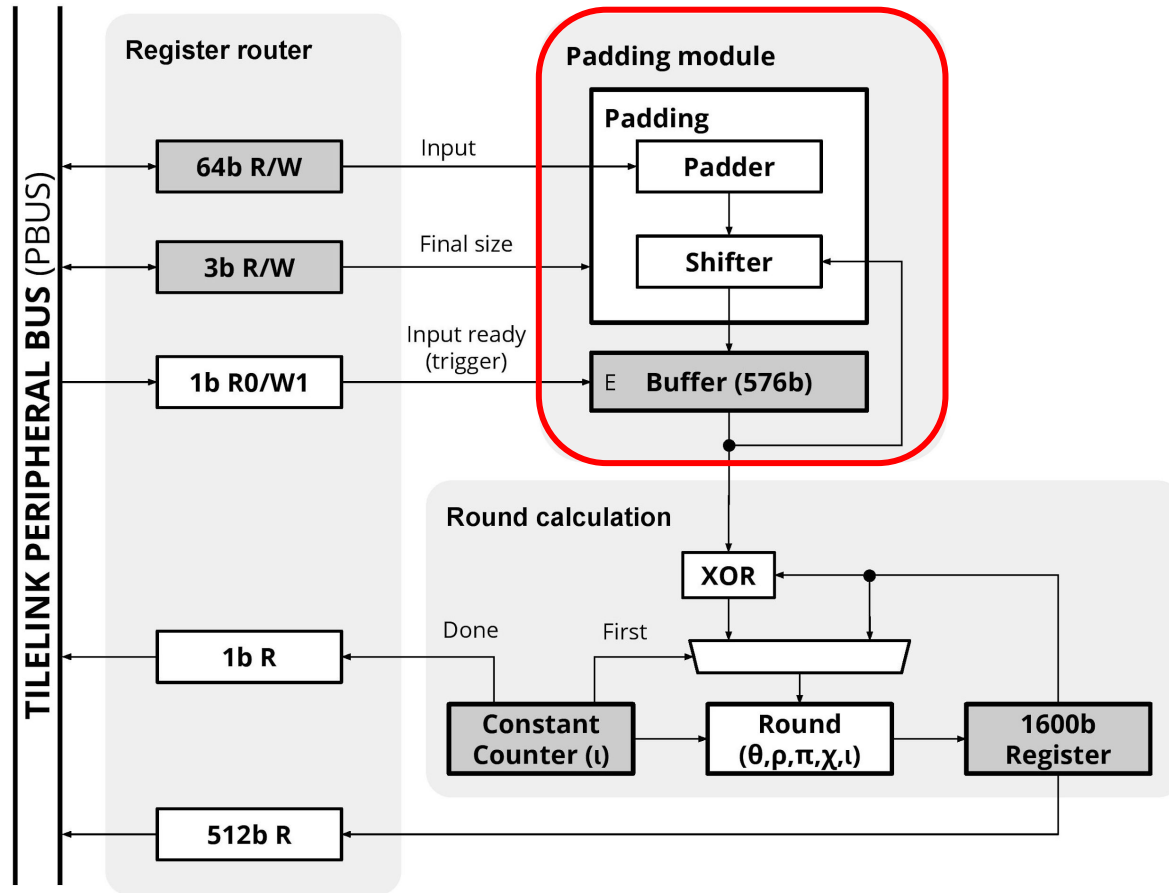 TILELINK PERIPHERAL BUS (PBUS)
Register router
64b R/W
3b R/W
1b R0/W1
1b R
512b R
Input
Final size
Input ready
(trigger)
Padding module
Padding
Padder
Shifter
E
Buffer (576b)
Round calculation
XOR
Done
First
Constant
Counter (ι)
Round
(θ,ρ,π,χ,ι)
1600b
Register